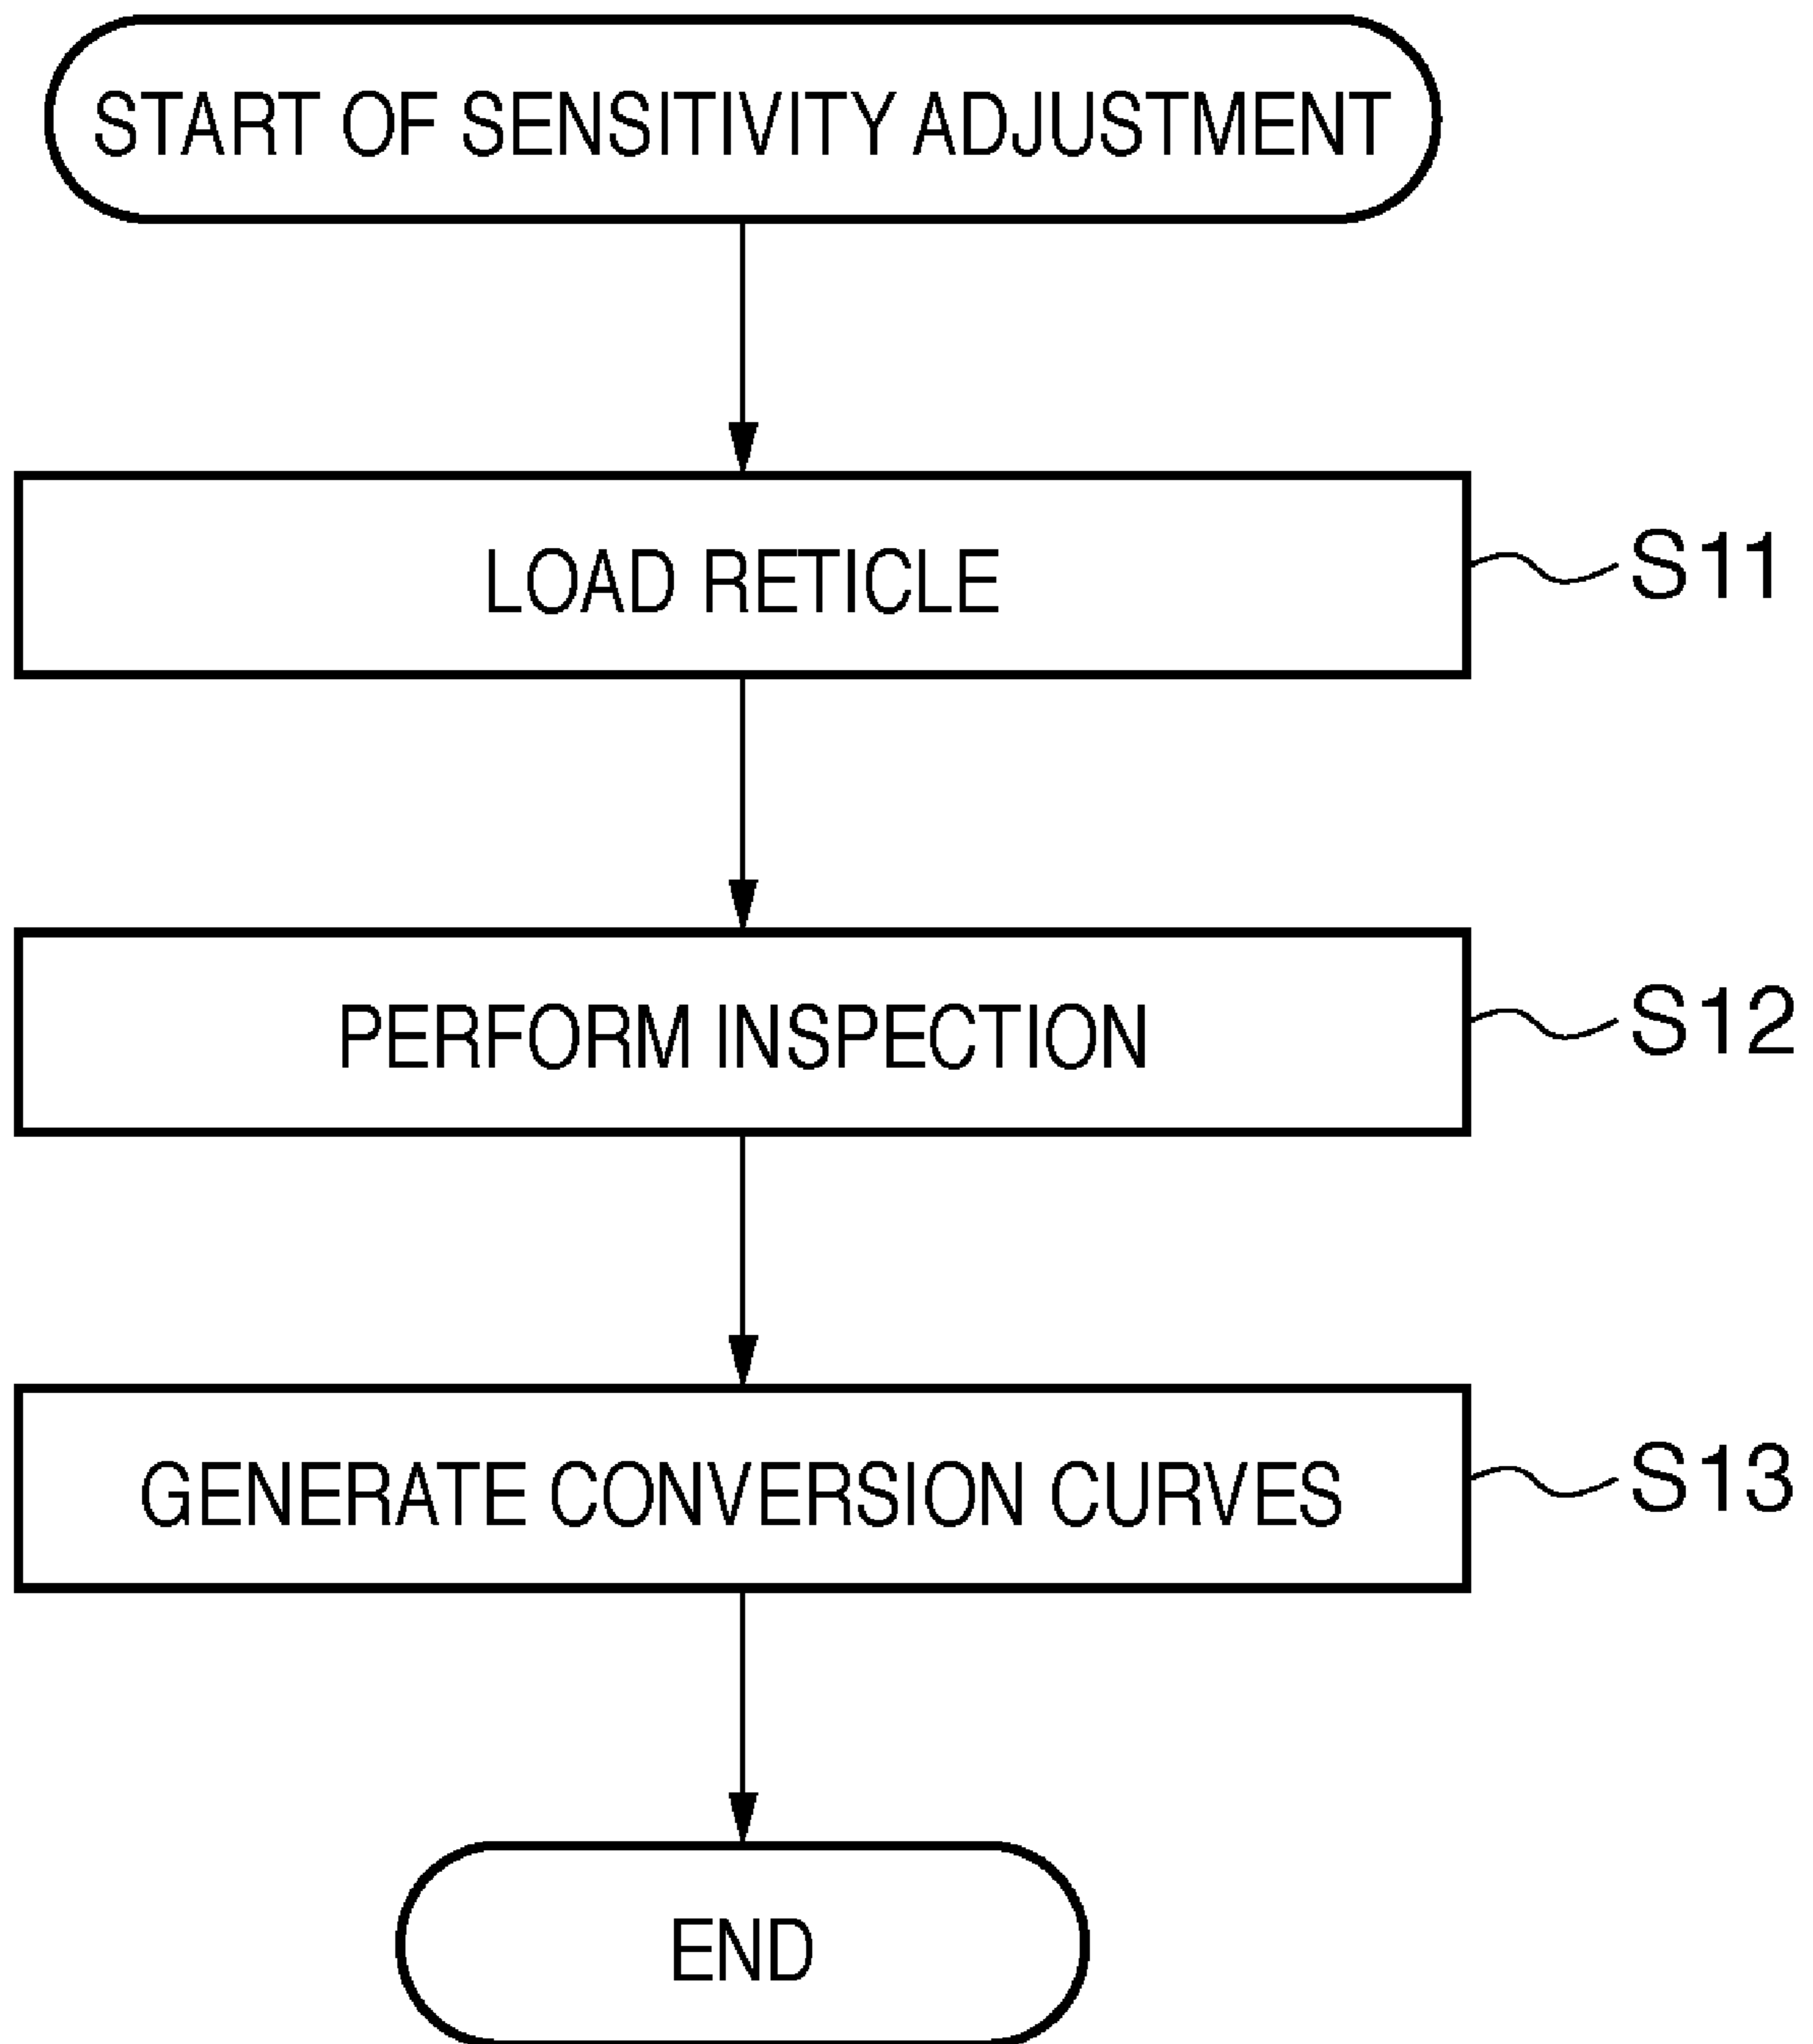 START OF SENSITIVITY ADJUSTMENT
LOAD RETICLE
S11
PERFORM INSPECTION
S12
GENERATE CONVERSION CURVES
S13
END